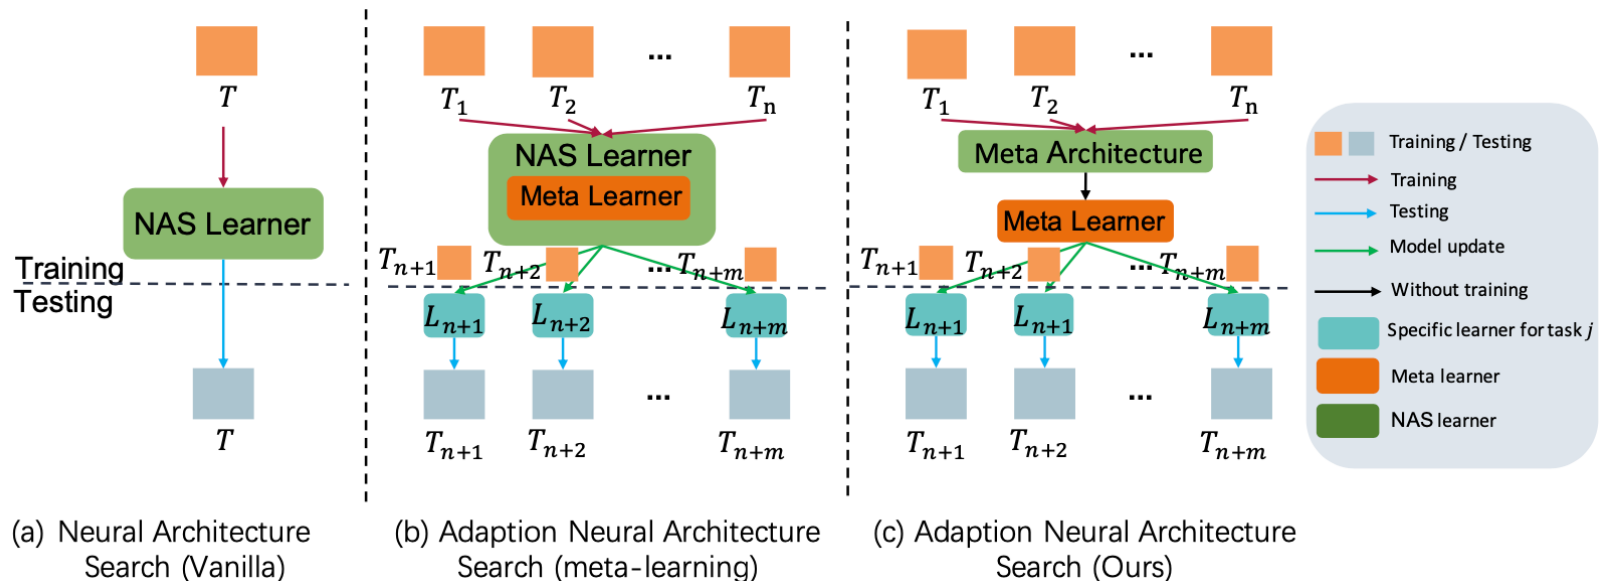 T
NAS Learner
Training
Testing
T
(a) Neural Architecture
Search (Vanilla)
T1 T2 ... Tn
NAS Learner
Meta Learner
Tn+1 Tn+2 ... Tn+m
Ln+1 Ln+2 Ln+m
...
Tn+1 Tn+2 Tn+m
(b) Adaption Neural Architecture
Search (meta-learning)
T1 T2 ... Tn
Meta Architecture
Meta Learner
Tn+1 Tn+2 ... Tn+m
Ln+1 Ln+1 Ln+m
...
Tn+1 Tn+2 Tn+m
(c) Adaption Neural Architecture
Search (Ours)
Training / Testing
Training
Testing
Model update
Without training
Specific learner for task j
Meta learner
NAS learner